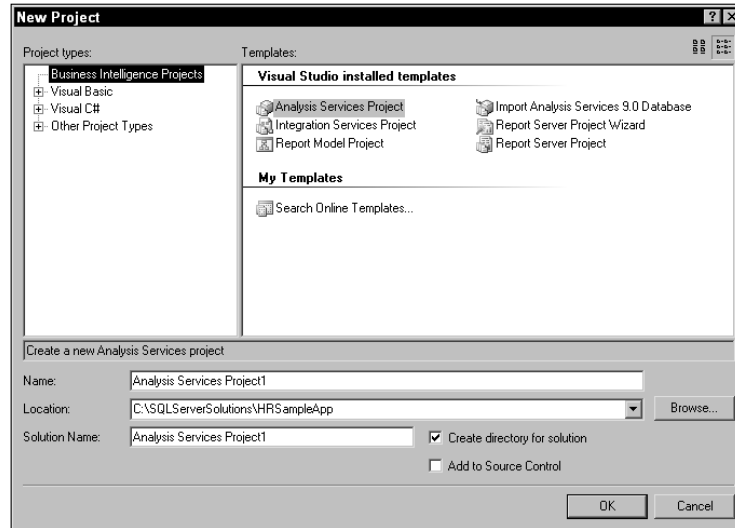 New Project
Project types:
Templates:
Business Intelligence Projects
Visual Basic
Visual C#
Other Project Types
Visual Studio installed templates
Analysis Services Project
Import Analysis Services 9.0 Database
Integration Services Project
Report Server Project Wizard
Report Model Project
Report Server Project
My Templates
Search Online Templates...
Create a new Analysis Services project
Name:
Analysis Services Project1
Location:
C:\SQLServerSolutions\HRSampleApp
Browse...
Solution Name:
Analysis Services Project1
Create directory for solution
Add to Source Control
OK
Cancel